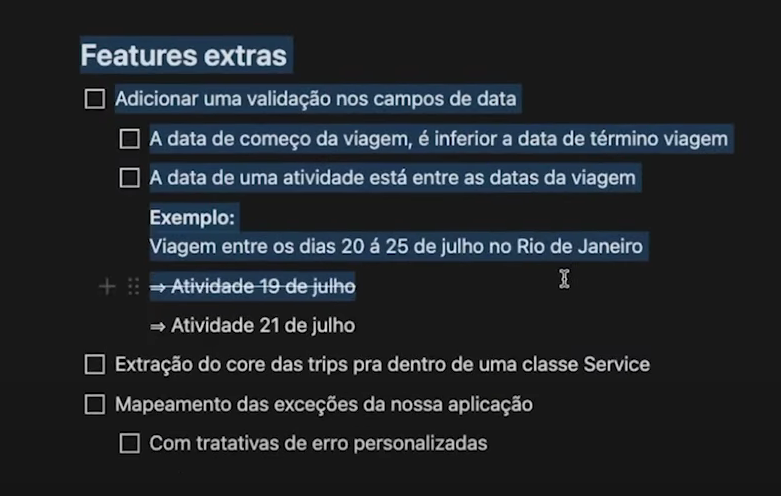 Features extras
Adicionar uma validação nos campos de data
A data de começo da viagem, é inferior a data de término viagem
A data de uma atividade está entre as datas da viagem
Exemplo:
Viagem entre os dias 20 á 25 de julho no Rio de Janeiro
⇒ Atividade 19 de julho
⇒ Atividade 21 de julho
Extração do core das trips pra dentro de uma classe Service
Mapeamento das exceções da nossa aplicação
Com tratativas de erro personalizadas